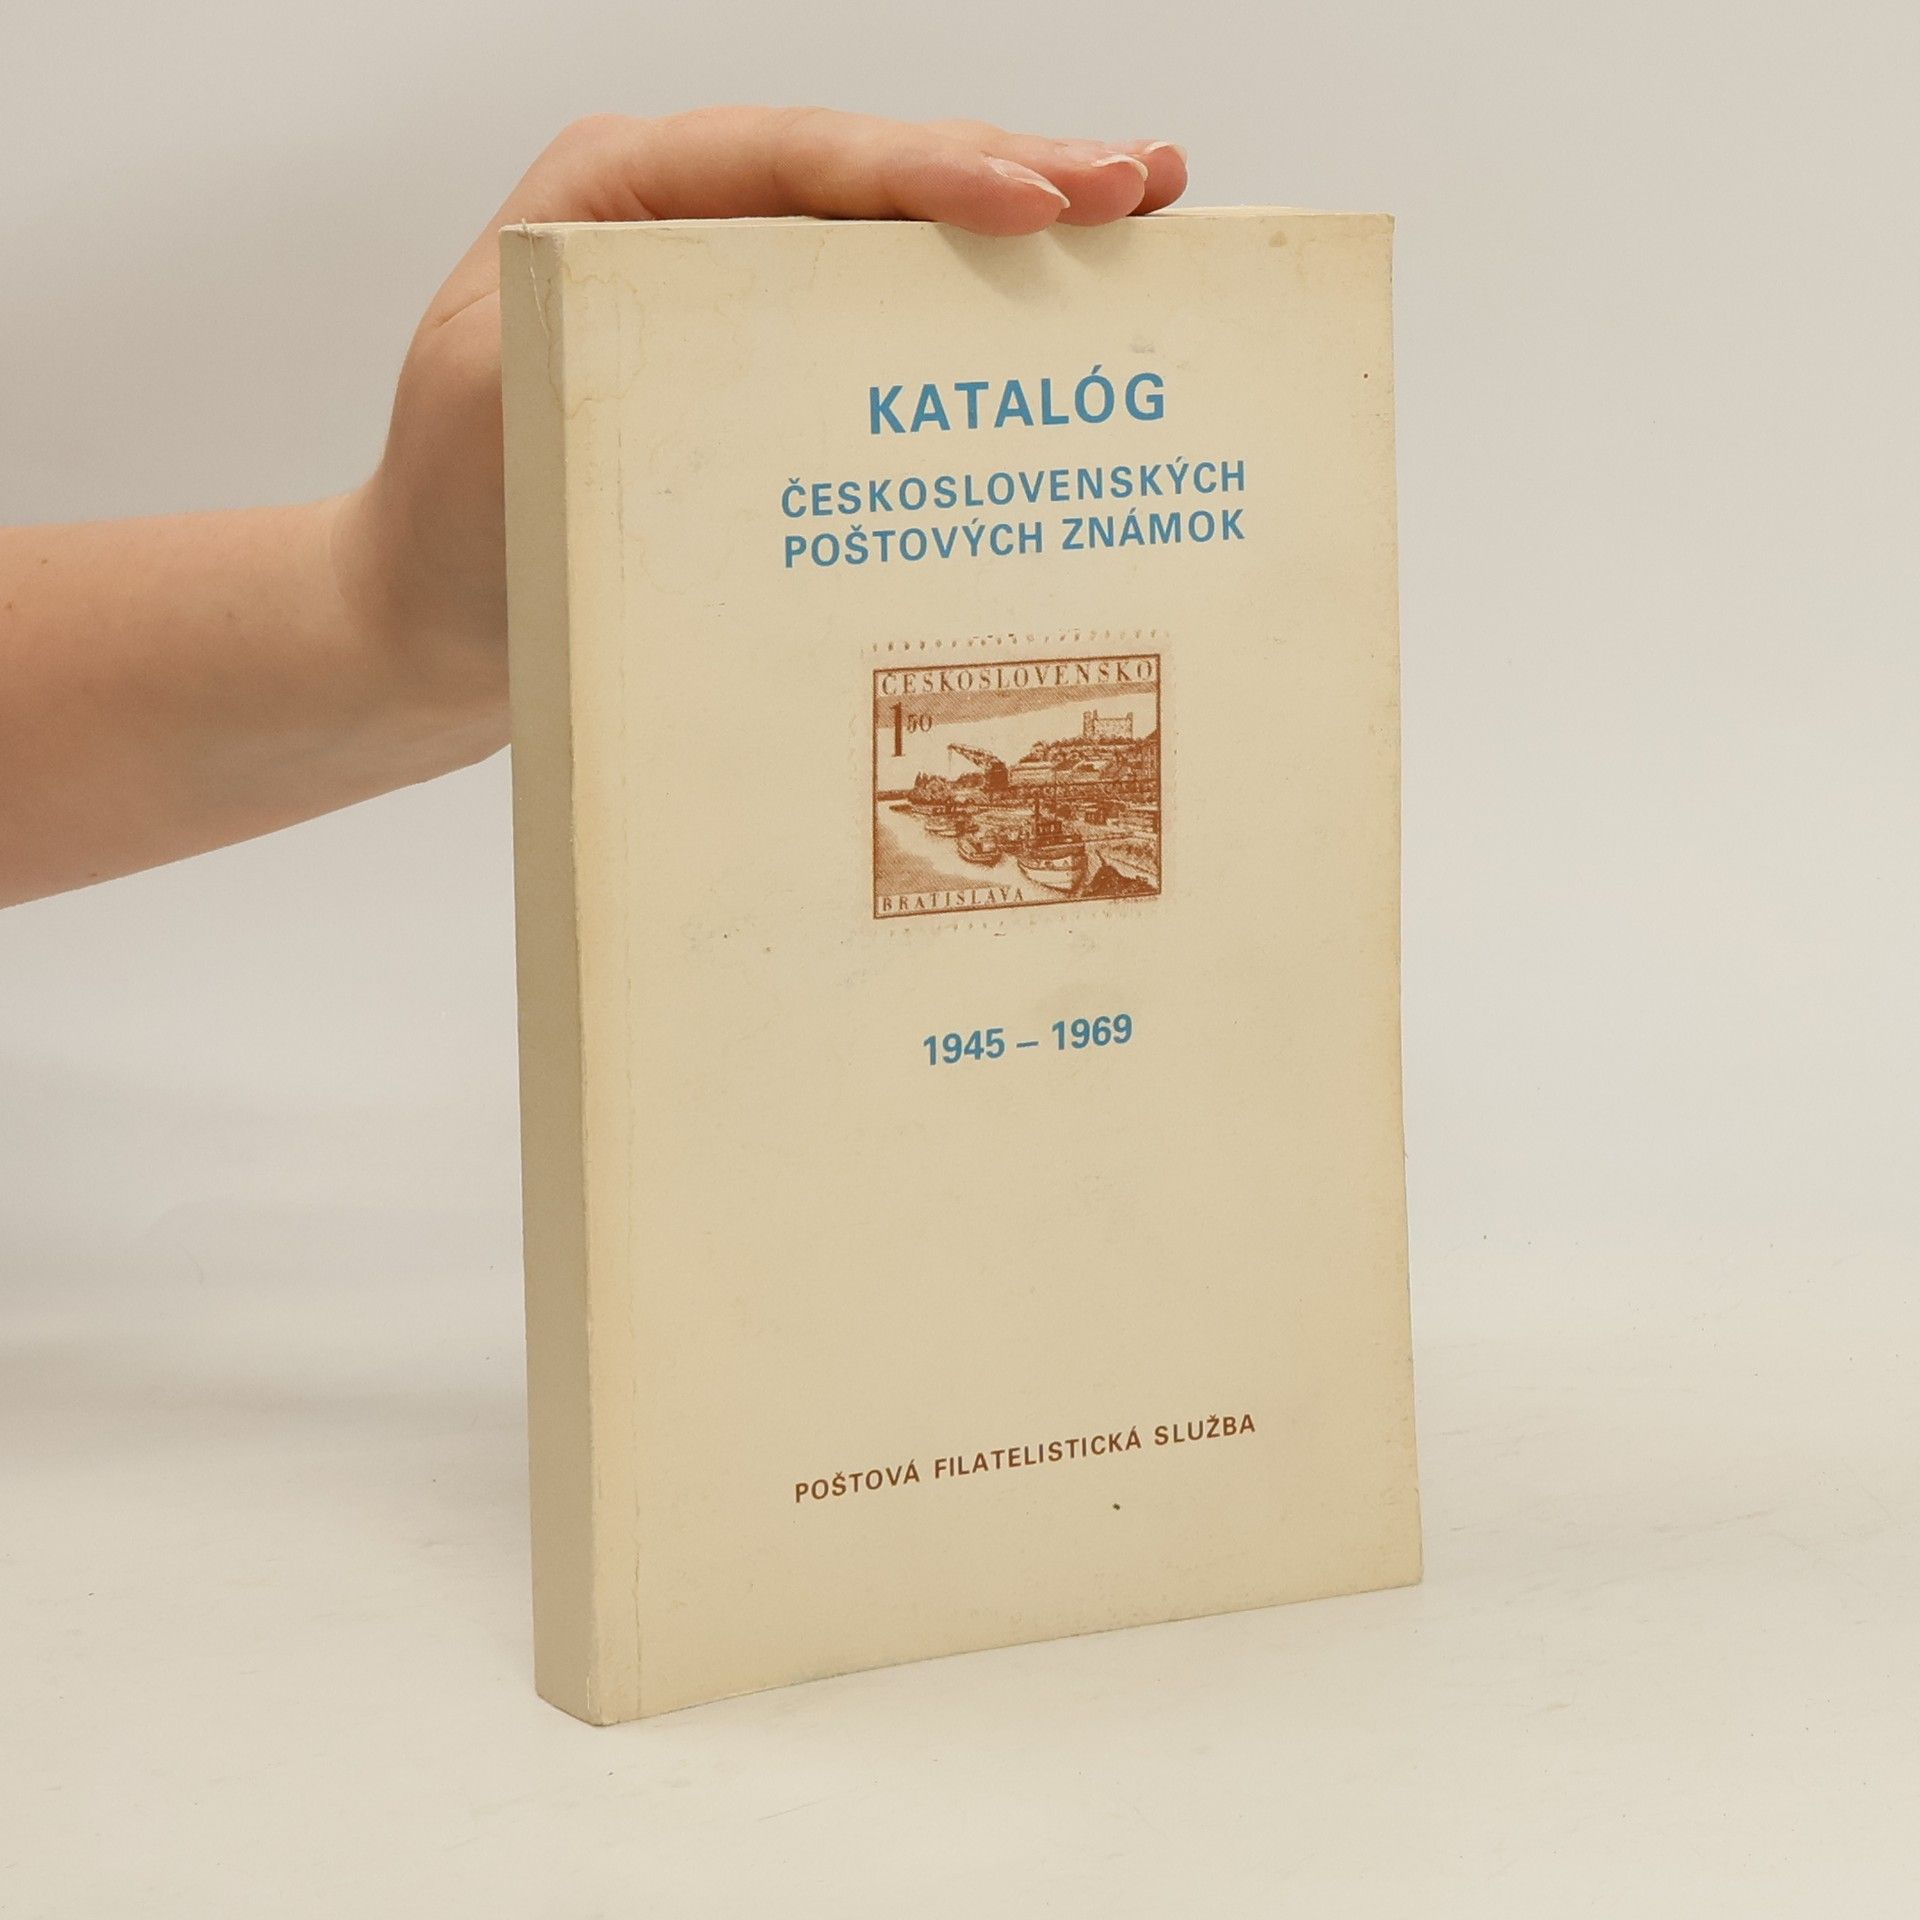 KATALÓG
ČESKOSLOVENSKÝCH
POŠTOVÝCH ZNÁMOK
ČESKOSLOVENSKO
1 50
BRATISLAVA
1945 – 1969
POŠTOVÁ FILATELISTICKÁ SLUŽBA